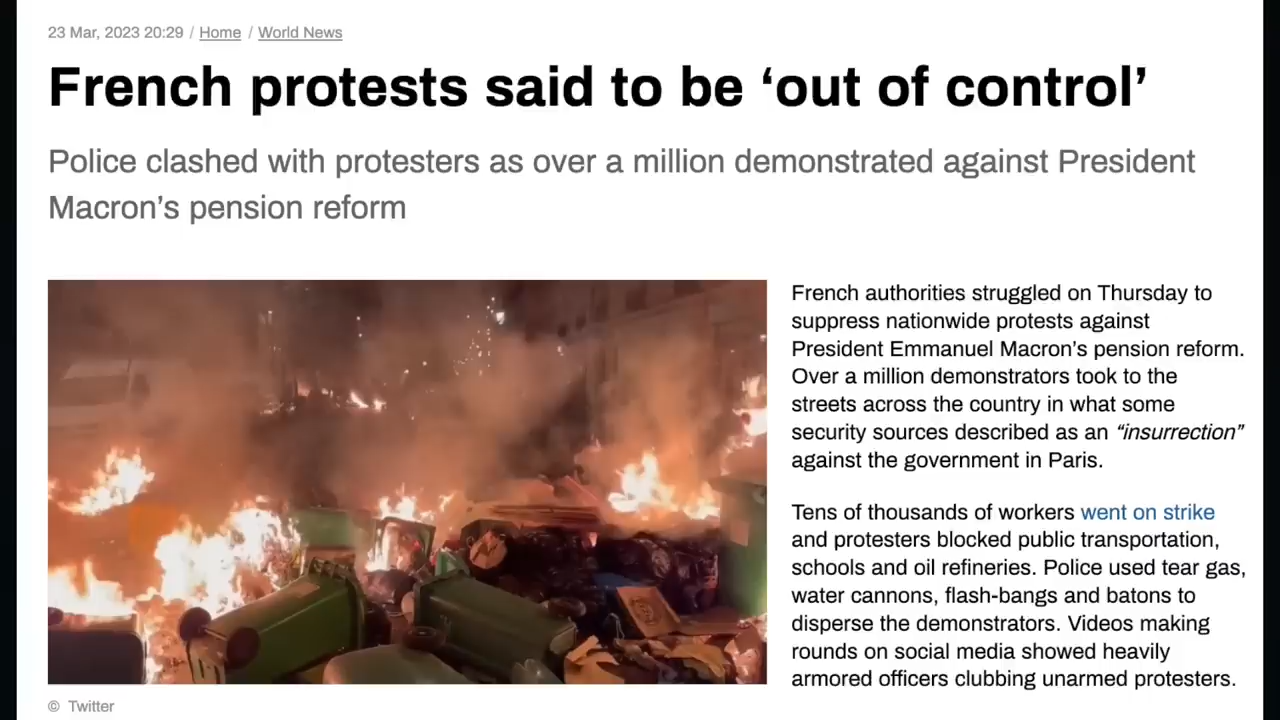 23 Mar, 2023 20:29 / Home / World News
French protests said to be ‘out of control’
Police clashed with protesters as over a million demonstrated against President
Macron’s pension reform
French authorities struggled on Thursday to
suppress nationwide protests against
President Emmanuel Macron’s pension reform.
Over a million demonstrators took to the
streets across the country in what some
security sources described as an “insurrection”
against the government in Paris.
Tens of thousands of workers went on strike
and protesters blocked public transportation,
schools and oil refineries. Police used tear gas,
water cannons, flash-bangs and batons to
disperse the demonstrators. Videos making
rounds on social media showed heavily
armored officers clubbing unarmed protesters.
© Twitter